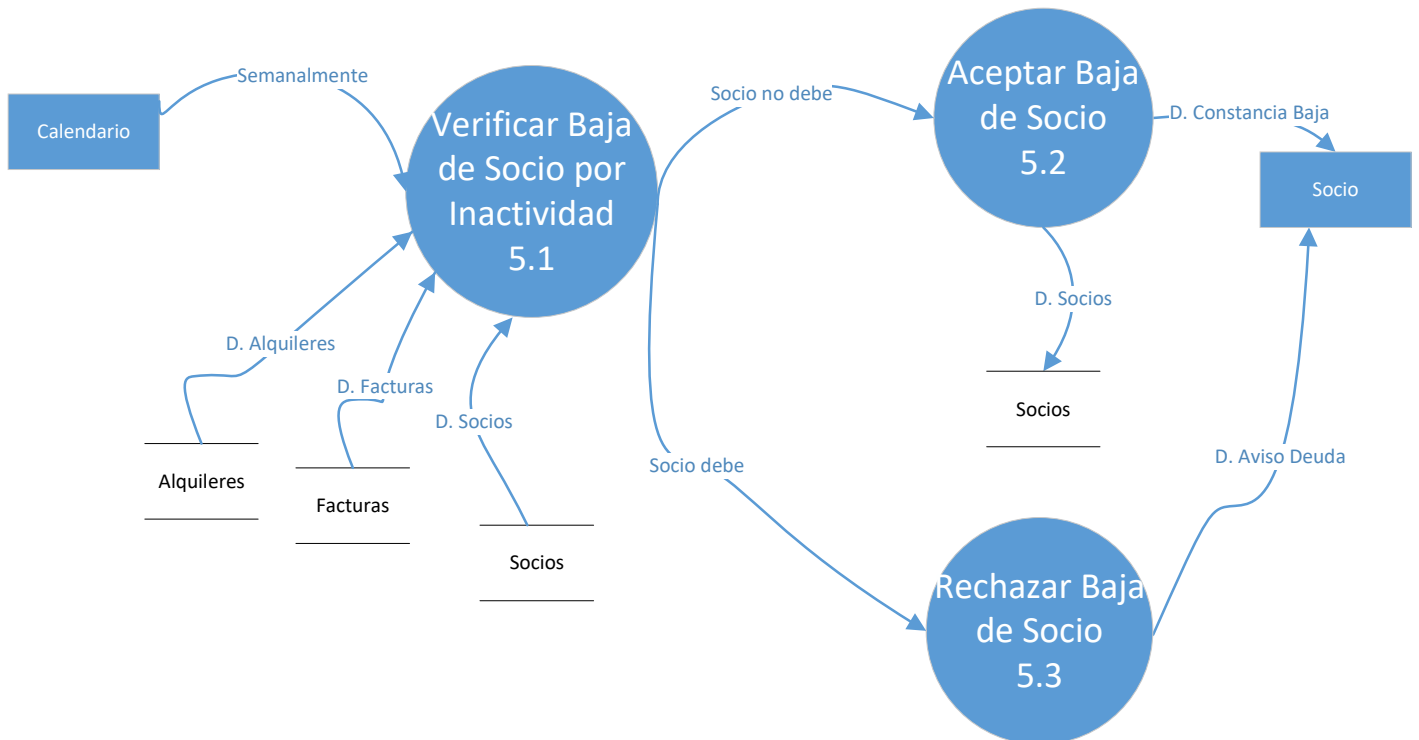 Semanalmente
Calendario
Verificar Baja
de Socio por
Inactividad
5.1
Socio no debe
Aceptar Baja
de Socio
5.2
D. Constancia Baja
Socio
D. Alquileres
D. Facturas
D. Socios
Alquileres
Facturas
Socios
D. Socios
Socios
Socio debe
D. Aviso Deuda
Rechazar Baja
de Socio
5.3